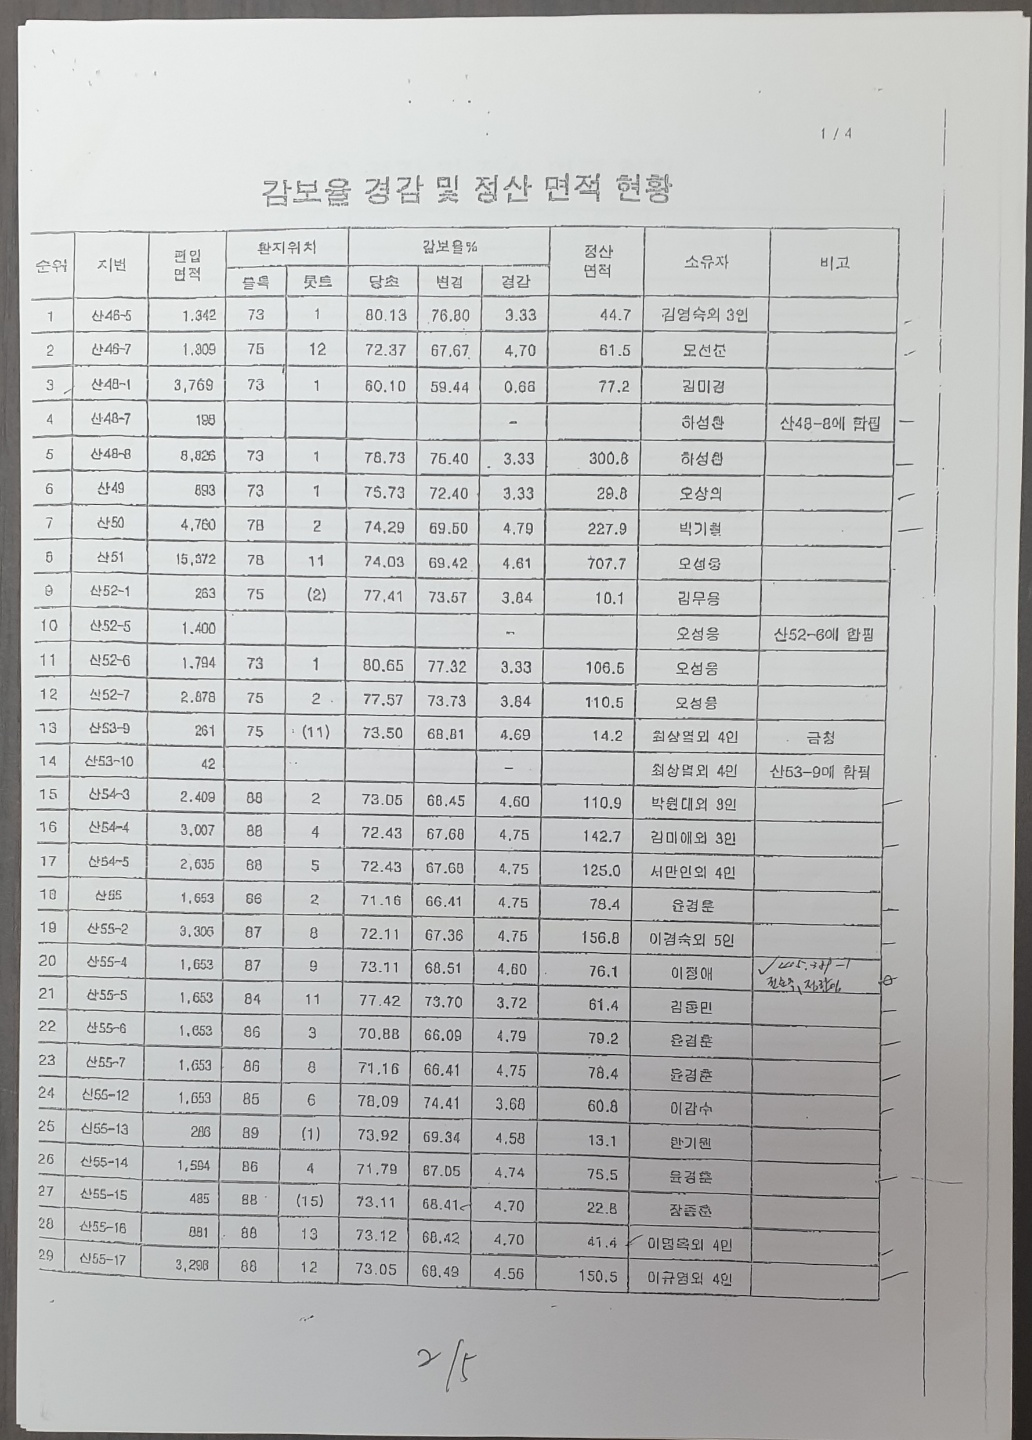 1 / 4
감보율 경감 및 정산 면적 현황
순위 지번 편입면적 환지위치 감보율% 정산면적 소유자 비고
블록 롯트 당초 변경 경감
1 산46-5 1,342 73 1 80.13 76.80 3.33 44.7 김영숙외 3인
2 산46-7 1,309 75 12 72.37 67.67 4.70 61.5 모선준
3 산48-1 3,769 73 1 60.10 59.44 0.66 77.2 김미경
4 산48-7 198 - 하성환 산48-8에 합필
5 산48-8 8,826 73 1 78.73 75.40 3.33 300.8 하성환
6 산49 893 73 1 75.73 72.40 3.33 29.8 오상의
7 산50 4,760 78 2 74.29 69.50 4.79 227.9 박기철
8 산51 15,372 78 11 74.03 69.42 4.61 707.7 오성웅
9 산52-1 263 75 (2) 77.41 73.57 3.84 10.1 김무용
10 산52-5 1,400 - 오성웅 산52-6에 합필
11 산52-6 1,794 73 1 80.65 77.32 3.33 106.5 오성웅
12 산52-7 2,878 75 2 77.57 73.73 3.84 110.5 오성웅
13 산53-9 261 75 (11) 73.50 68.81 4.69 14.2 최상열외 4인 금청
14 산53-10 42 - 최상열외 4인 산53-9에 합필
15 산54-3 2,409 88 2 73.05 68.45 4.60 110.9 박원대외 3인
16 산54-4 3,007 88 4 72.43 67.68 4.75 142.7 김미애외 3인
17 산54-5 2,635 88 5 72.43 67.68 4.75 125.0 서만인외 4인
18 산55 1,653 86 2 71.16 66.41 4.75 78.4 윤경훈
19 산55-2 3,306 87 8 72.11 67.36 4.75 156.8 이경숙외 5인
20 산55-4 1,653 87 9 73.11 68.51 4.60 76.1 이정애
21 산55-5 1,653 84 11 77.42 73.70 3.72 61.4 김동민
22 산55-6 1,653 86 3 70.88 66.09 4.79 79.2 윤경훈
23 산55-7 1,653 86 8 71.16 66.41 4.75 78.4 윤경훈
24 산55-12 1,653 85 6 78.09 74.41 3.68 60.8 이갑수
25 산55-13 286 89 (1) 73.92 69.34 4.58 13.1 한기원
26 산55-14 1,594 86 4 71.79 67.05 4.74 75.5 윤경훈
27 산55-15 485 88 (15) 73.11 68.41 4.70 22.8 장종훈
28 산55-16 881 88 13 73.12 68.42 4.70 41.4 이명옥외 4인
29 산55-17 3,298 88 12 73.05 68.49 4.56 150.5 이규영외 4인
2/5